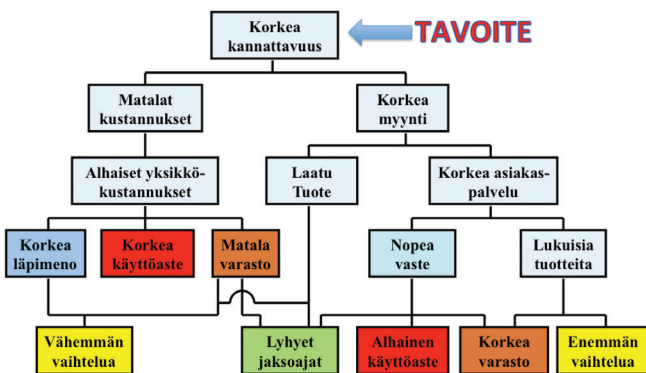 Korkea
kannattavuus
TAVOITE
Matalat
kustannukset
Korkea
myynti
Alhaiset yksikkö-
kustannukset
Laatu
Tuote
Korkea asiakas-
palvelu
Korkea
läpimeno
Korkea
käyttöaste
Matala
varasto
Nopea
vaste
Lukuisia
tuotteita
Vähemmän
vaihtelua
Lyhyet
jaksoajat
Alhainen
käyttöaste
Korkea
varasto
Enemmän
vaihtelua